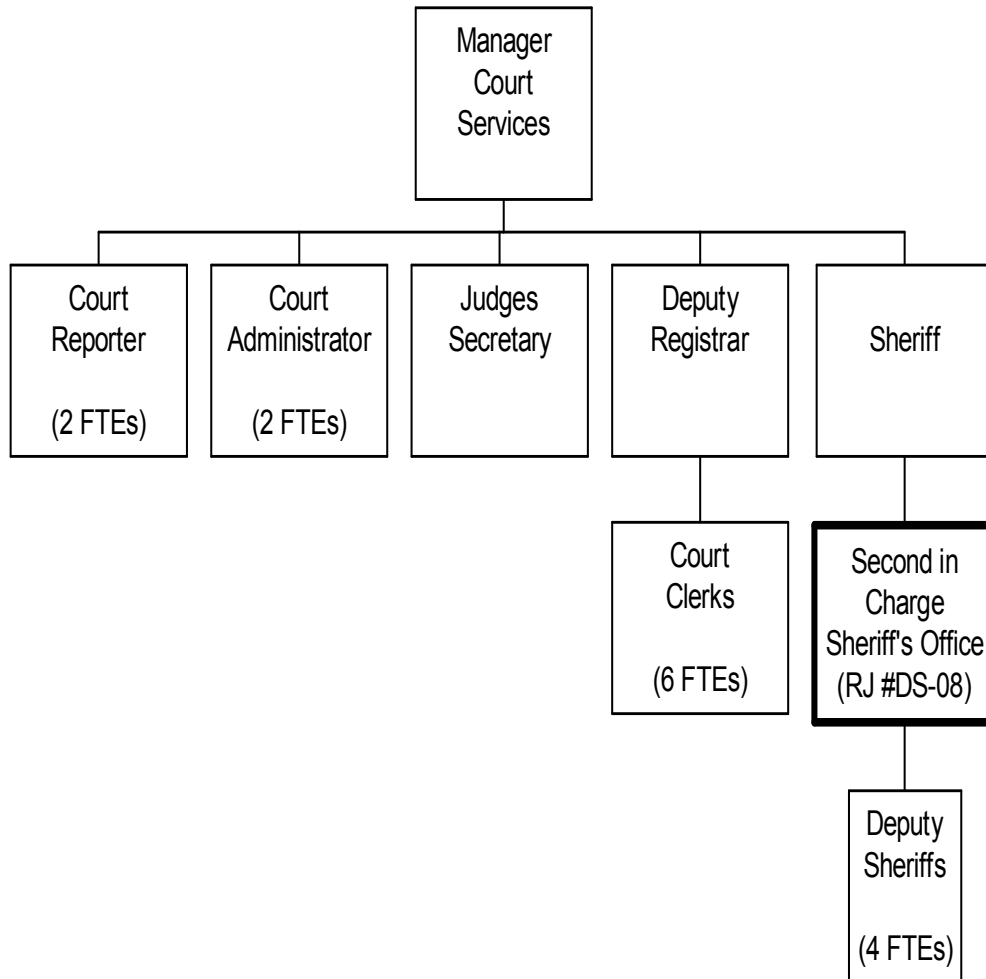 Manager
Court
Services
Court
Reporter
(2 FTEs)
Court
Administrator
(2 FTEs)
Judges
Secretary
Deputy
Registrar
Sheriff
Court
Clerks
(6 FTEs)
Second in
Charge
Sheriff's Office
(RJ #DS-08)
Deputy
Sheriffs
(4 FTEs)